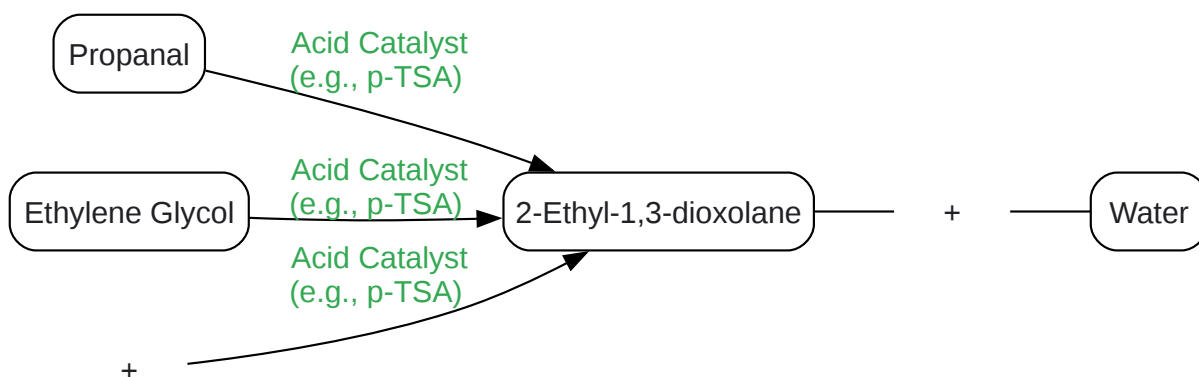 Propanal
Acid Catalyst
(e.g., p-TSA)
Ethylene Glycol
Acid Catalyst
(e.g., p-TSA)
2-Ethyl-1,3-dioxolane
+
Water
Acid Catalyst
(e.g., p-TSA)
+